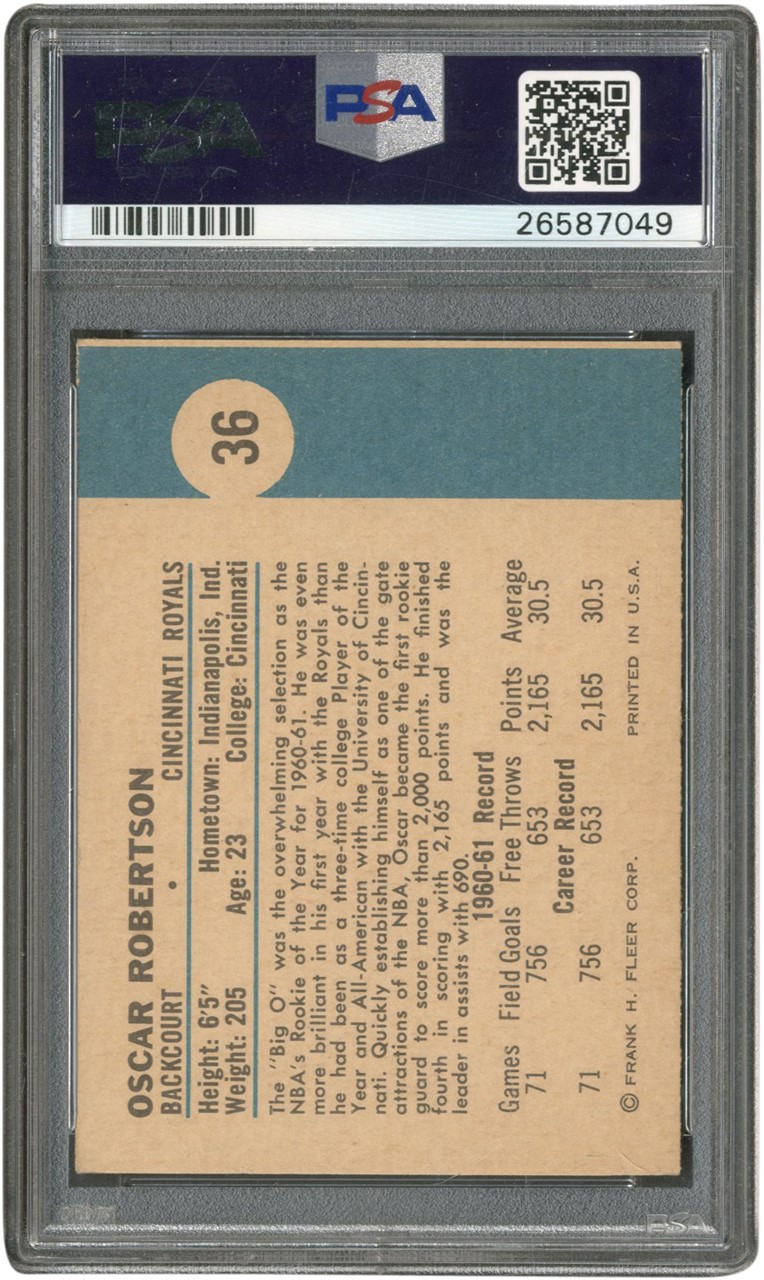 PSA
PSA
26587049
36
OSCAR ROBERTSON
BACKCOURT • CINCINNATI ROYALS
Height: 6'5" Hometown: Indianapolis, Ind.
Weight: 205 Age: 23 College: Cincinnati
The "Big O" was the overwhelming selection as the
NBA's Rookie of the Year for 1960-61. He was even
more brilliant in his first year with the Royals than
he had been as a three-time college Player of the
Year and All-American with the University of Cincin-
nati. Quickly establishing himself as one of the gate
attractions of the NBA, Oscar became the first rookie
guard to score more than 2,000 points. He finished
fourth in scoring with 2,165 points and was the
leader in assists with 690.
1960-61 Record
Games Field Goals Free Throws Points Average
71 756 653 2,165 30.5
Career Record
71 756 653 2,165 30.5
© FRANK H. FLEER CORP. PRINTED IN U.S.A.
PSA